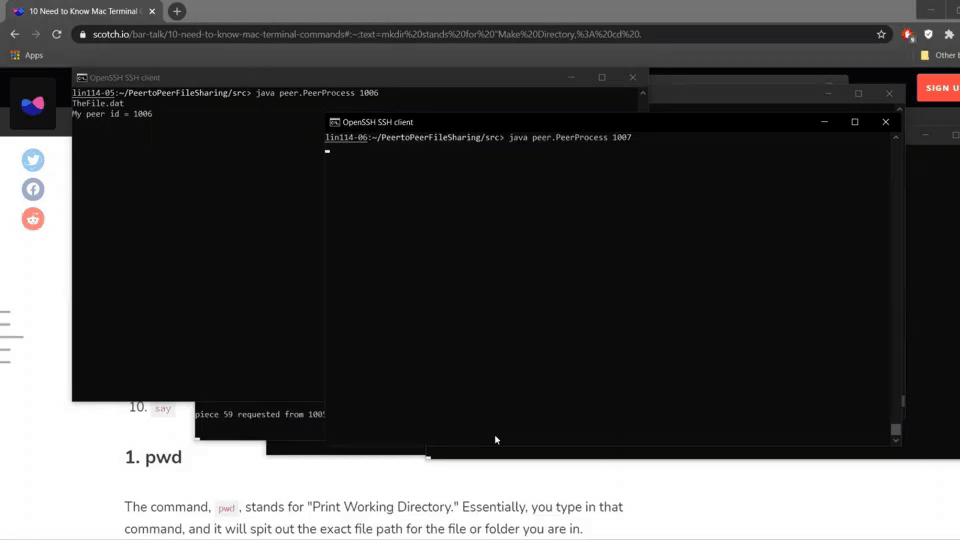 10 Need to Know Mac Terminal
scotch.io/bar-talk/10-need-to-know-mac-terminal-commands#:~:text=mkdir%20stands%20for%20"Make%20Directory,%3A%20cd%20.
Apps
Other b
SIGN U
OpenSSH SSH client
lin114-05:~/PeertoPeerFileSharing/src> java peer.PeerProcess 1006
TheFile.dat
My peer id = 1006
OpenSSH SSH client
lin114-06:~/PeertoPeerFileSharing/src> java peer.PeerProcess 1007
10. say
piece 59 requested from 1005
1. pwd
The command, pwd , stands for "Print Working Directory." Essentially, you type in that
command, and it will spit out the exact file path for the file or folder you are in.